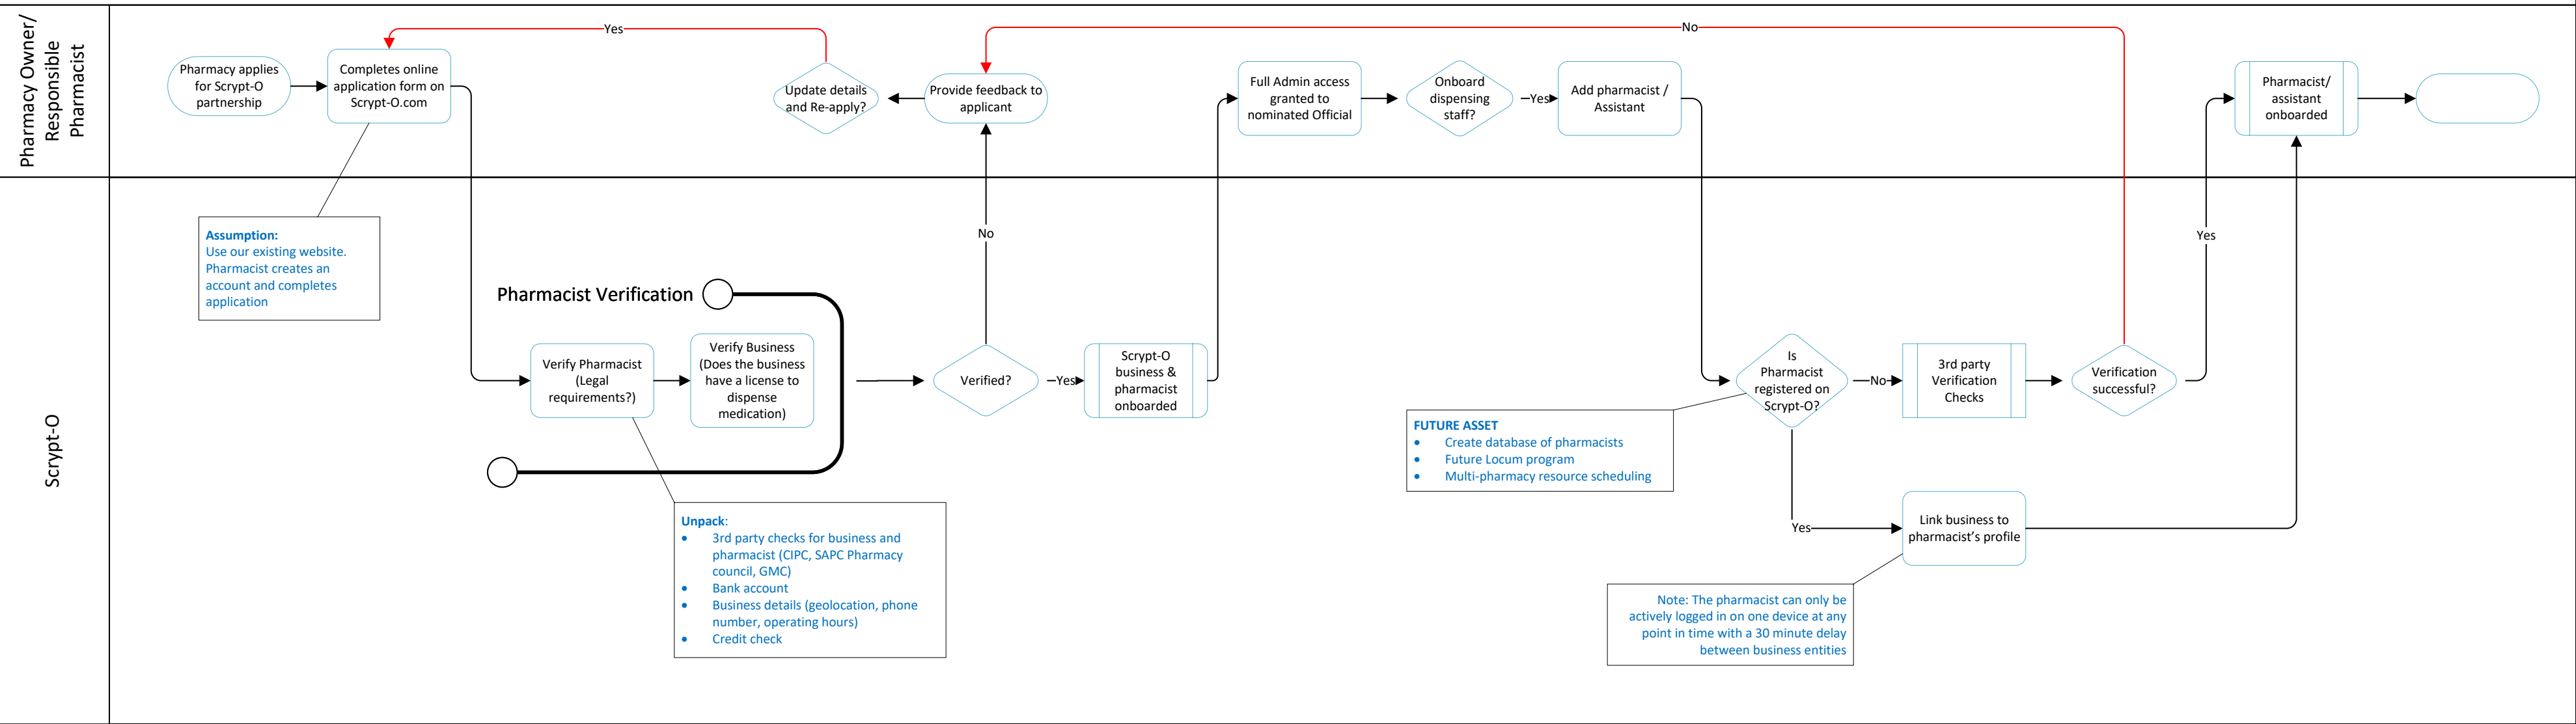 Pharmacy Owner/
Responsible
Pharmacist
Pharmacy applies
for Scrypt-O
partnership
Completes online
application form on
Scrypt-O.com
Yes
Update details
and Re-apply?
Provide feedback to
applicant
No
Full Admin access
granted to
nominated Official
Onboard
dispensing
staff?
Yes
Add pharmacist /
Assistant
Pharmacist/
assistant
onboarded
Scrypt-O
Assumption:
Use our existing website.
Pharmacist creates an
account and completes
application
Pharmacist Verification
Verify Pharmacist
(Legal
requirements?)
Verify Business
(Does the business
have a license to
dispense
medication)
No
Verified?
Yes
Scrypt-O
business &
pharmacist
onboarded
Unpack:
• 3rd party checks for business and
pharmacist (CIPC, SAPC Pharmacy
council, GMC)
• Bank account
• Business details (geolocation, phone
number, operating hours)
• Credit check
Is
Pharmacist
registered on
Scrypt-O?
No
3rd party
Verification
Checks
Verification
successful?
Yes
FUTURE ASSET
• Create database of pharmacists
• Future Locum program
• Multi-pharmacy resource scheduling
Yes
Link business to
pharmacist's profile
Note: The pharmacist can only be
actively logged in on one device at any
point in time with a 30 minute delay
between business entities